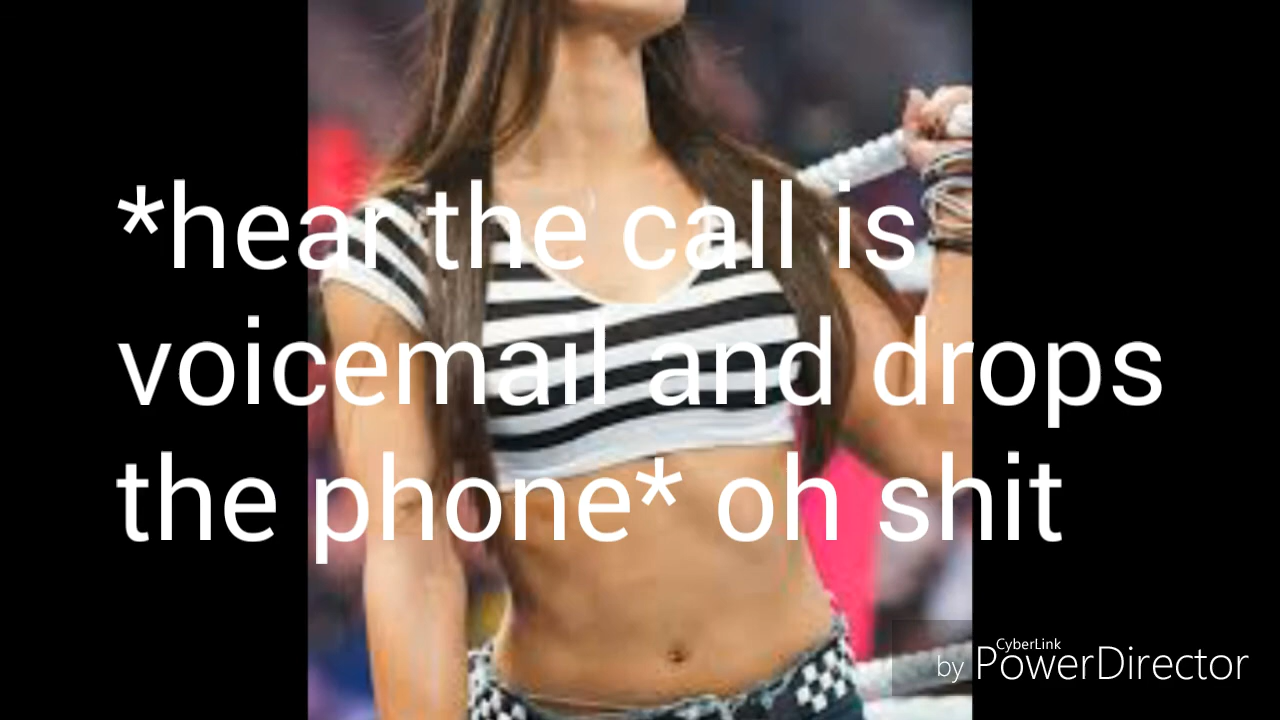 *hear the call is
voicemail and drops
the phone* oh shit
CyberLink
by PowerDirector